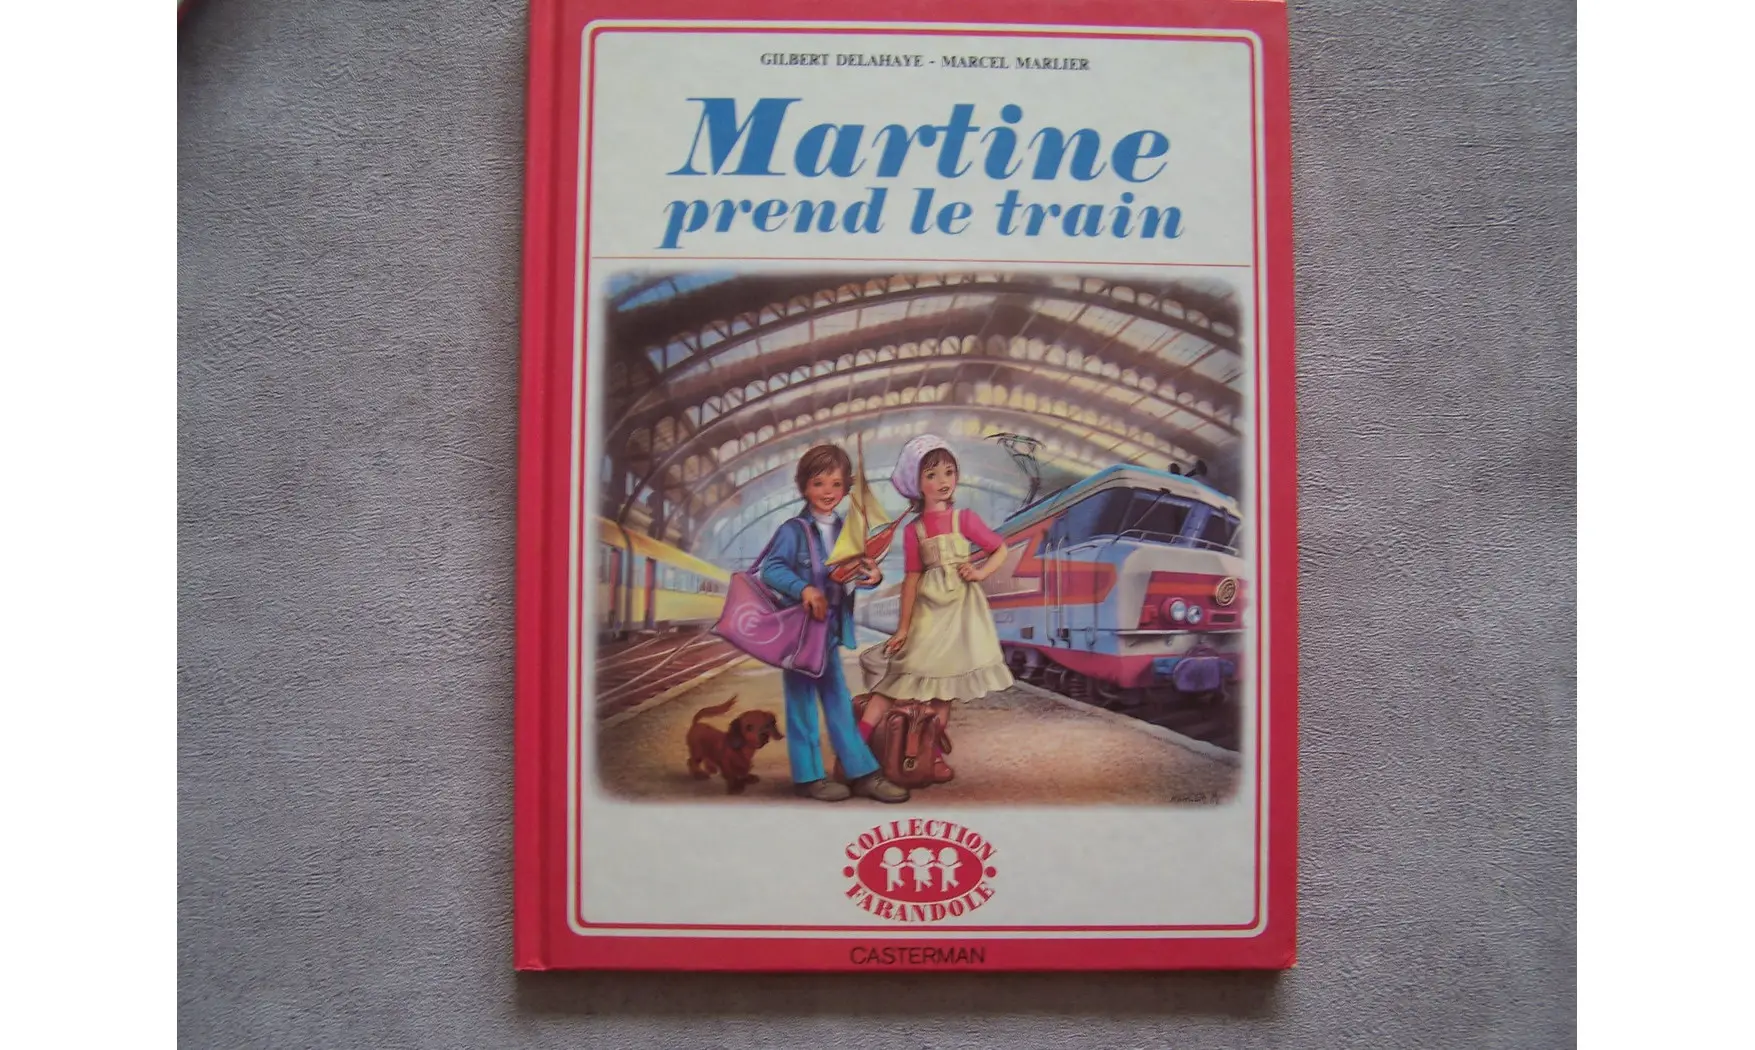 GILBERT DELAHAYE - MARCEL MARLIER
Martine
prend le train
COLLECTION
FARANDOLE
CASTERMAN